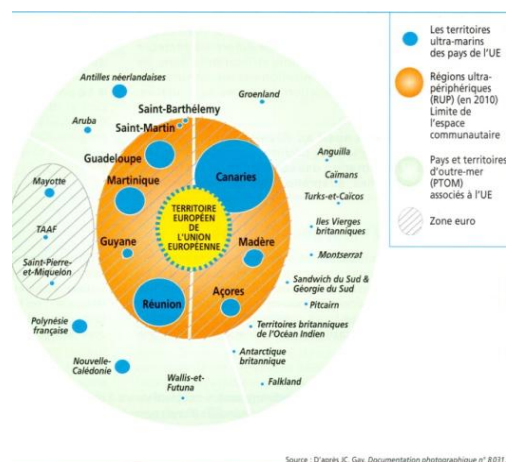 Antilles néerlandaises
Aruba
Groenland
Saint-Barthélemy
Saint-Martin
Guadeloupe
Martinique
Canaries
Anguilla
Caïmans
Turks-et-Caïcos
Iles Vierges
britanniques
Montserrat
Mayotte
TAAF
Saint-Pierre-
et-Miquelon
TERRITOIRE
EUROPÉEN
DE
L'UNION
EUROPÉENNE
Guyane
Madère
Réunion
Açores
Sandwich du Sud &
Géorgie du Sud
Pitcairn
Territoires britanniques
de l'Océan Indien
Antarctique
britannique
Falkland
Polynésie
française
Nouvelle-
Calédonie
Wallis-et-
Futuna
Les territoires
ultra-marins
des pays de l'UE
Régions ultra-
périphériques
(RUP) (en 2010)
Limite de
l'espace
communautaire
Pays et territoires
d'outre-mer
(PTOM)
associés à l'UE
Zone euro
Source : D'après JC. Gay, Documentation photographique n° 8031